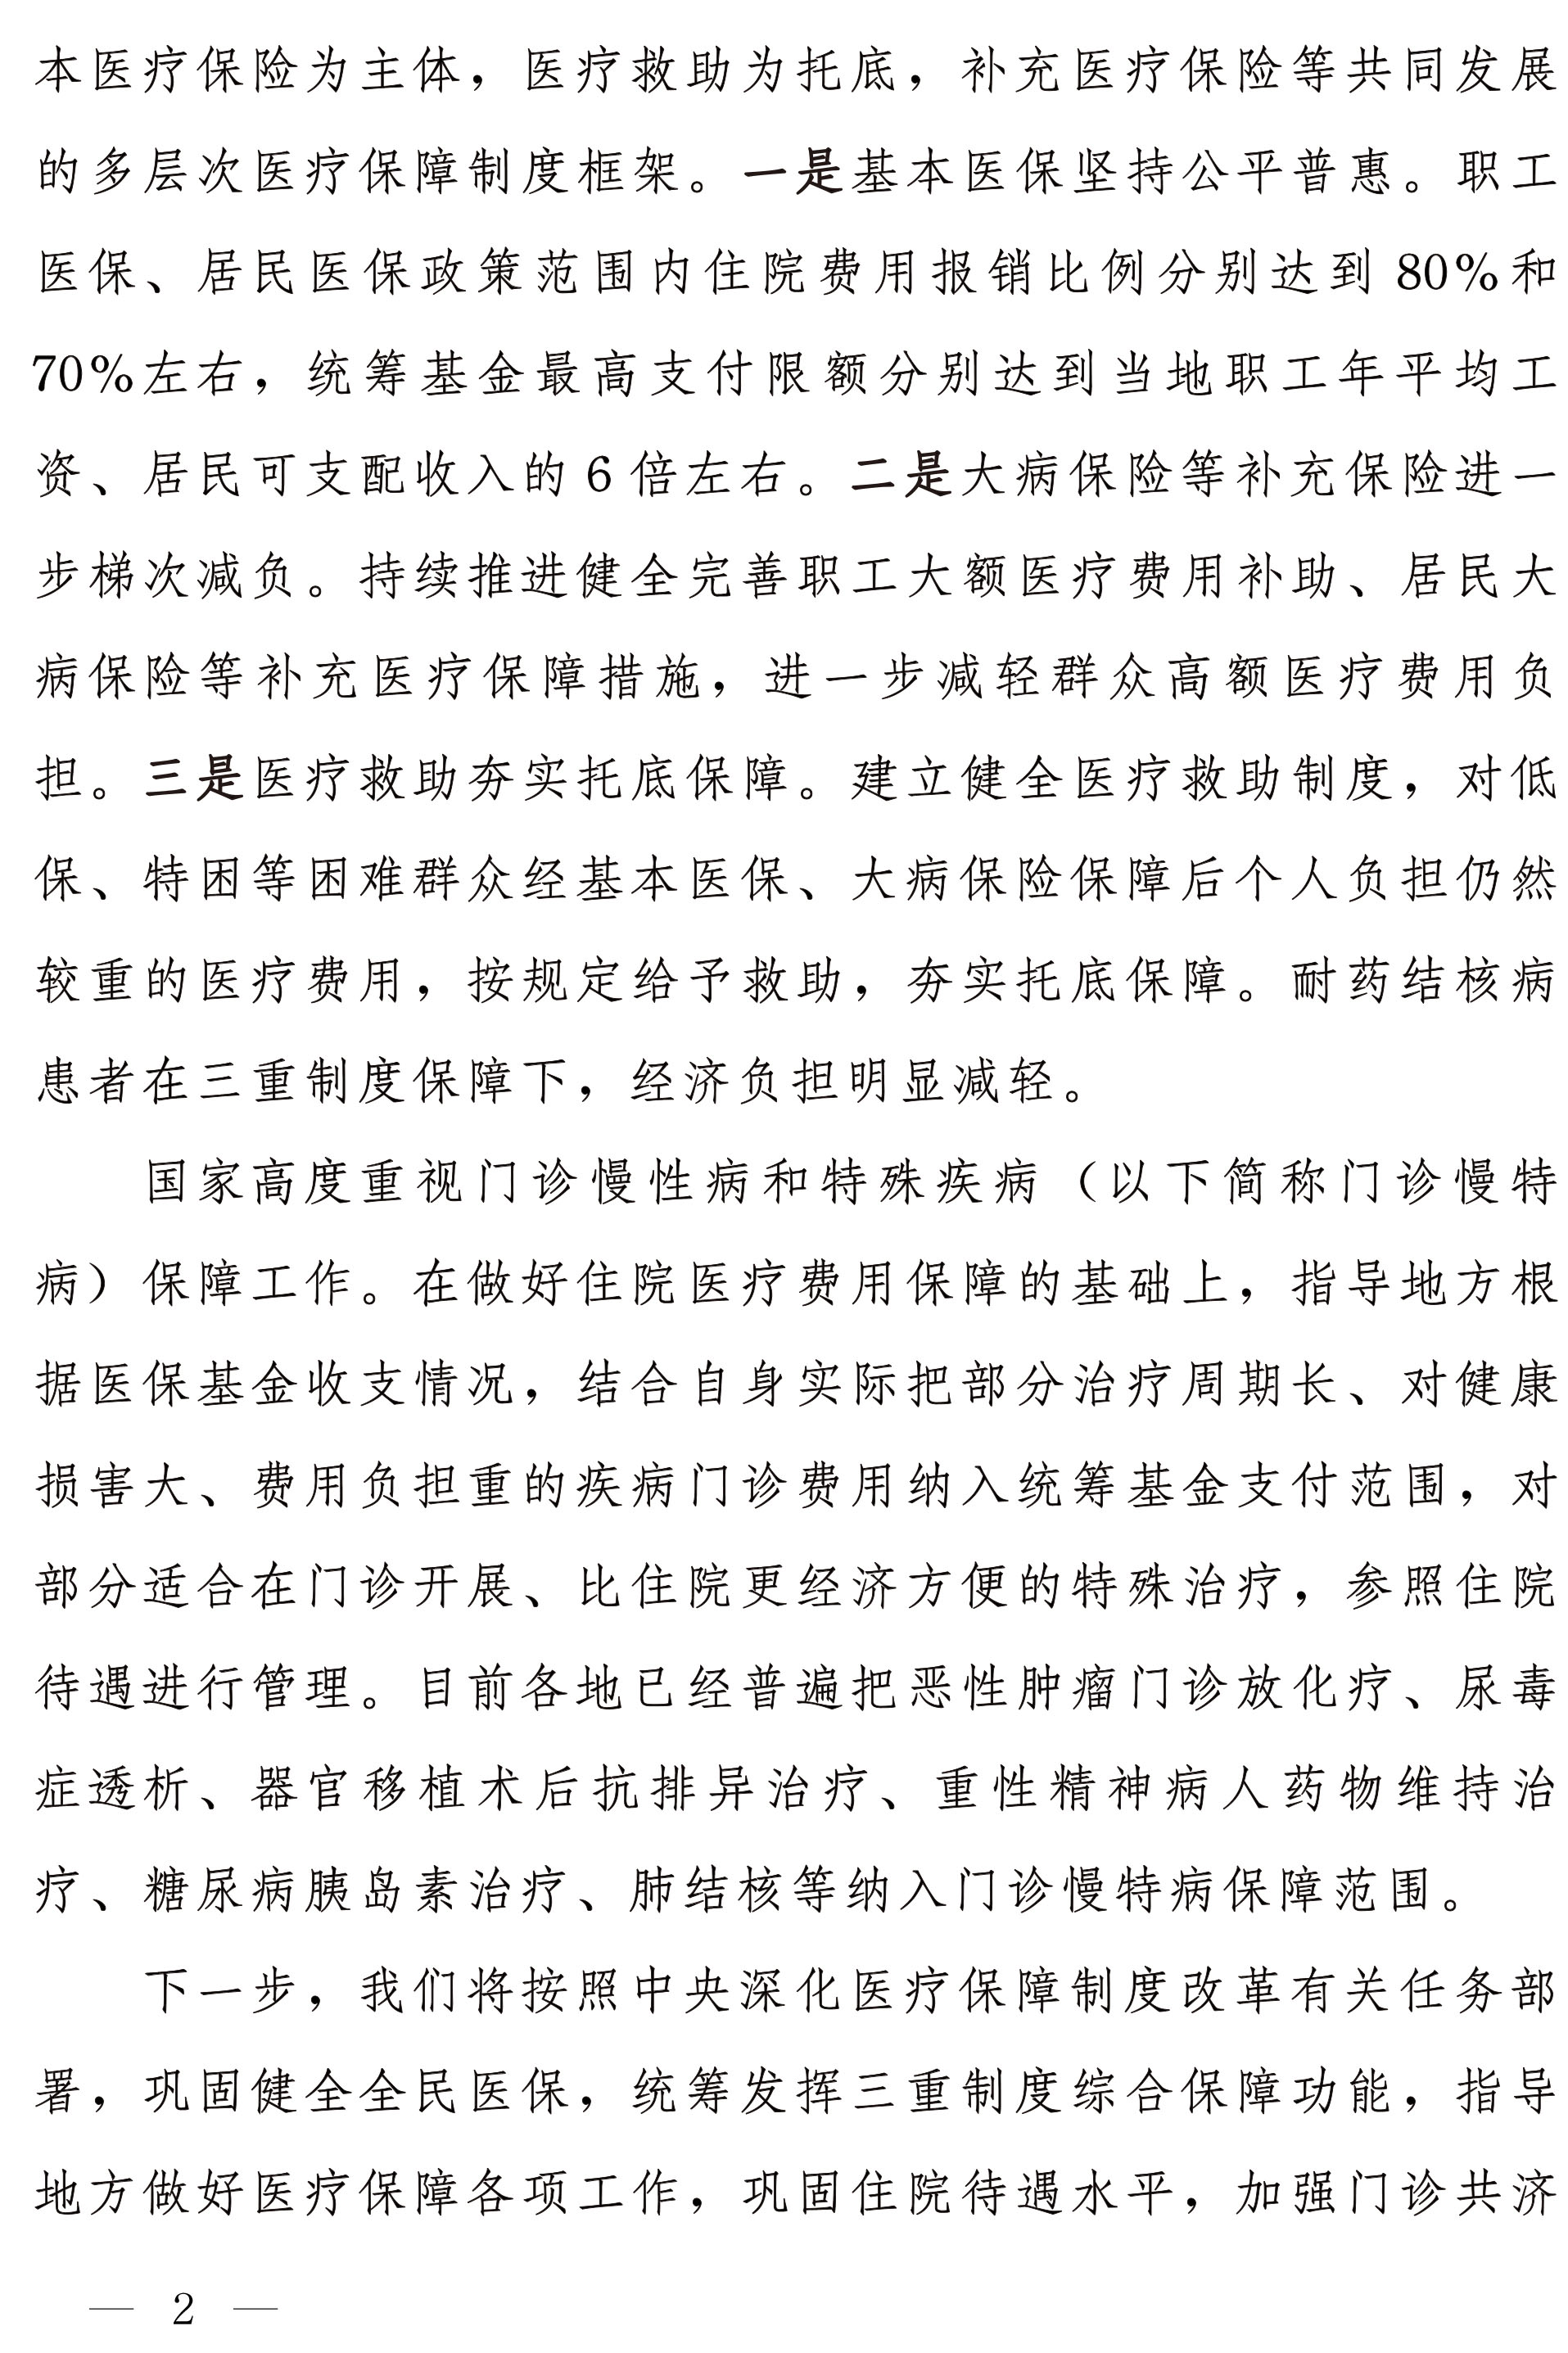 本医疗保险为主体，医疗救助为托底，补充医疗保险等共同发展
的多层次医疗保障制度框架。一是基本医保坚持公平普惠。职工
医保、居民医保政策范围内住院费用报销比例分别达到 80%和
70%左右，统筹基金最高支付限额分别达到当地职工年平均工
资、居民可支配收入的 6 倍左右。二是大病保险等补充保险进一
步梯次减负。持续推进健全完善职工大额医疗费用补助、居民大
病保险等补充医疗保障措施，进一步减轻群众高额医疗费用负
担。三是医疗救助夯实托底保障。建立健全医疗救助制度，对低
保、特困等困难群众经基本医保、大病保险保障后个人负担仍然
较重的医疗费用，按规定给予救助，夯实托底保障。耐药结核病
患者在三重制度保障下，经济负担明显减轻。
国家高度重视门诊慢性病和特殊疾病（以下简称门诊慢特
病）保障工作。在做好住院医疗费用保障的基础上，指导地方根
据医保基金收支情况，结合自身实际把部分治疗周期长、对健康
损害大、费用负担重的疾病门诊费用纳入统筹基金支付范围，对
部分适合在门诊开展、比住院更经济方便的特殊治疗，参照住院
待遇进行管理。目前各地已经普遍把恶性肿瘤门诊放化疗、尿毒
症透析、器官移植术后抗排异治疗、重性精神病人药物维持治
疗、糖尿病胰岛素治疗、肺结核等纳入门诊慢特病保障范围。
下一步，我们将按照中央深化医疗保障制度改革有关任务部
署，巩固健全全民医保，统筹发挥三重制度综合保障功能，指导
地方做好医疗保障各项工作，巩固住院待遇水平，加强门诊共济
— 2 —